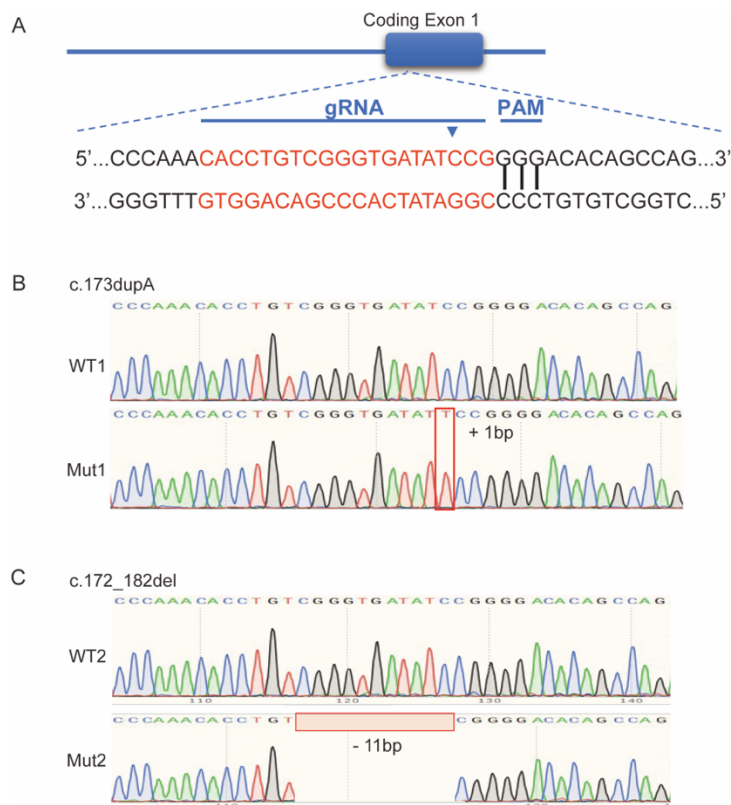 A
Coding Exon 1
gRNA PAM
5’...CCCAAACACCTGTCGGGTGATATCCGGGGACACAGCCAG...3’
3’...GGGTTTGTGGACAGCCCACTATAGGCCCCTGTGTCGGTC...5’
B c.173dupA
CCCAAACACCTGTCGGGTGATATCCGGGGACACAGCCAG
WT1
CCCAAACACCTGTCGGGTGATATTCCGGGGACACAGCCAG
+ 1bp
Mut1
C c.172_182del
CCCAAACACCTGTCGGGTGATATCCGGGGACACAGCCAG
WT2
110 120 130 140
CCCAAACACCTGT CGGGGACACAGCCAG
- 11bp
Mut2